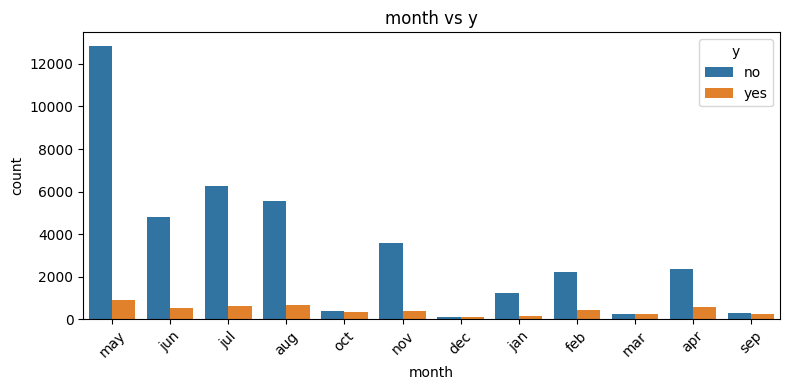 month vs y
y
no
yes
count
12000
10000
8000
6000
4000
2000
0
may
jun
jul
aug
oct
nov
dec
jan
feb
mar
apr
sep
month